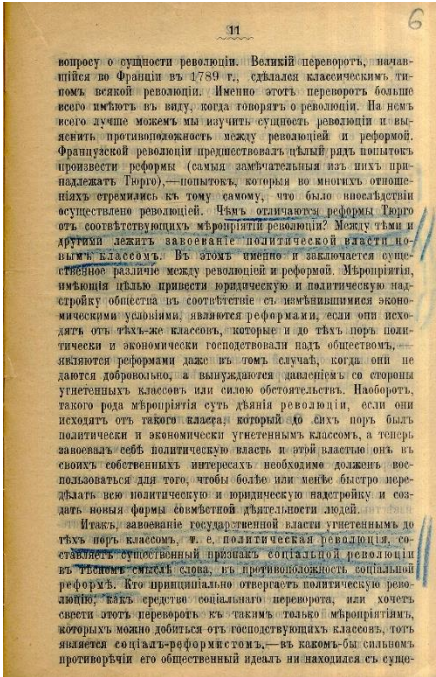 6
11
вопросу о сущности революціи. Великій переворотъ, начав-
шійся во Франціи въ 1789 г., сдѣлался классическимъ ти-
помъ всякой революціи. Именно этотъ переворотъ больше
всего имѣютъ въ виду, когда говорятъ о революціи. На немъ
всего лучше можемъ мы изучить сущность революціи и вы-
яснить противоположность между революціей и реформой.
Французской революціи предшествовалъ цѣлый рядъ попытокъ
произвести реформы (самыя замѣчательныя изъ нихъ при-
надлежатъ Тюрго),—попытокъ, которыя во многихъ отноше-
ніяхъ стремились къ тому самому, что было впослѣдствіи
осуществлено революціей. Чѣмъ отличаются реформы Тюрго
отъ соотвѣтствующихъ мѣропріятій революціи? Между тѣми и
другими лежитъ завоеваніе политической власти но-
вымъ классомъ. Въ этомъ именно и заключается суще-
ственное различіе между революціей и реформой. Мѣропріятія,
имѣющія цѣлью привести юридическую и политическую над-
стройку общества въ соотвѣтствіе съ измѣнившимися эконо-
мическими условіями, являются реформами, если они исхо-
дятъ отъ тѣхъ-же классовъ, которые и до тѣхъ поръ поли-
тически и экономически господствовали надъ обществомъ,—
являются реформами даже въ томъ случаѣ, когда они не
даются добровольно, а вынуждаются давленіемъ со стороны
угнетенныхъ классовъ или силою обстоятельствъ. Наоборотъ,
такого рода мѣропріятія суть дѣянія революціи, если они
исходятъ отъ такого класса, который до сихъ поръ былъ
политически и экономически угнетеннымъ классомъ, а теперь
завоевалъ себѣ политическую власть и этой властью онъ въ
своихъ собственныхъ интересахъ необходимо долженъ вос-
пользоваться для того, чтобы болѣе или менѣе быстро пере-
дѣлать всю политическую и юридическую надстройку и соз-
дать новыя формы совмѣстной дѣятельности людей.
Итакъ, завоеваніе государственной власти угнетеннымъ до
тѣхъ поръ классомъ, т. е. политическая революція, со-
ставляетъ существенный признакъ соціальной революціи
въ тѣсномъ смыслѣ слова, въ противоположность соціальной
реформѣ. Кто принципіально отвергаетъ политическую рево-
люцію, какъ средство соціальнаго переворота, или хочетъ
свести этотъ переворотъ къ такимъ только мѣропріятіямъ,
которыхъ можно добиться отъ господствующихъ классовъ, тотъ
является соціалъ-реформистомъ,—въ какомъ-бы сильномъ
противорѣчіи его общественный идеалъ ни находился съ суще-